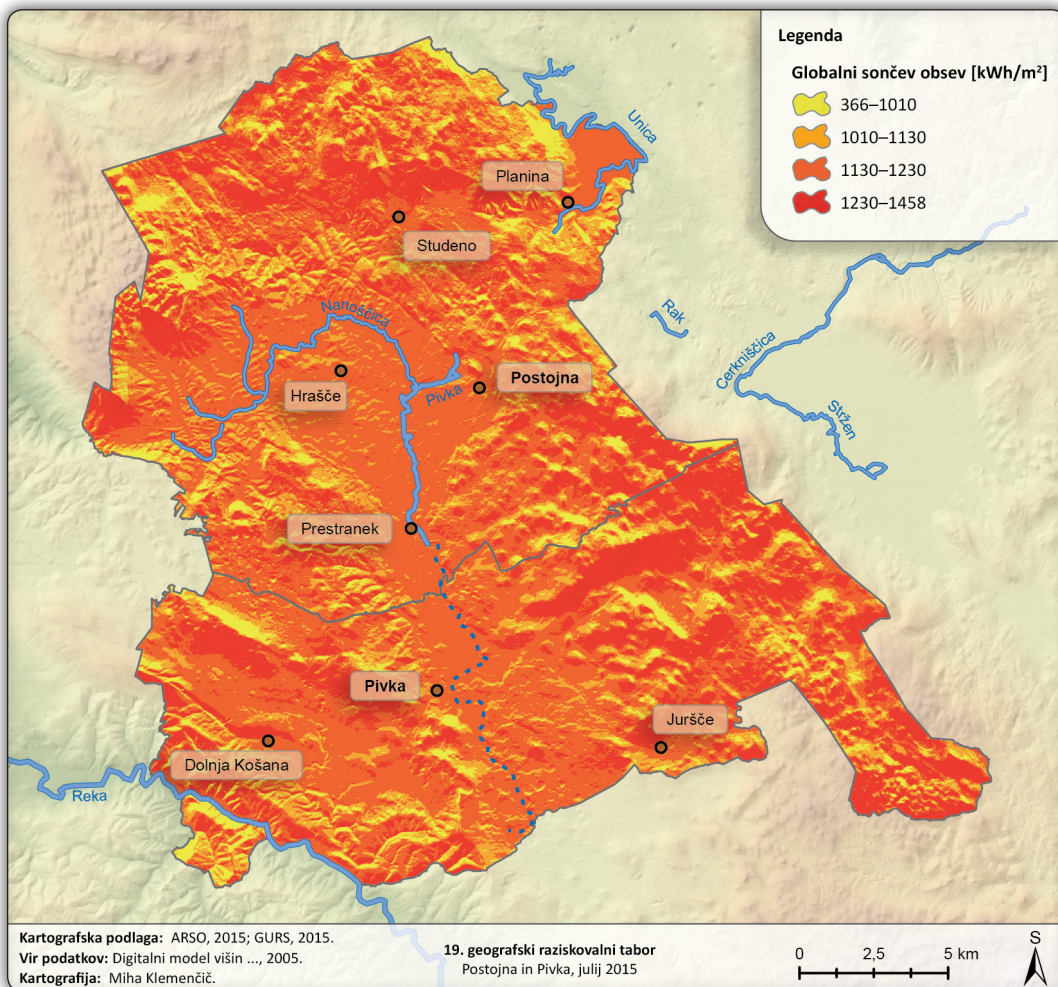 Legenda
Globalni sončev obsev [kWh/m²]
366–1010
1010–1130
1130–1230
1230–1458
Unica
Planina
Studeno
Nanoščica
Rak
Cerkniščica
Hrašče
Pivka
Postojna
Stržen
Prestranek
Pivka
Juršče
Dolnja Košana
Reka
Kartografska podlaga: ARSO, 2015; GURS, 2015.
Vir podatkov: Digitalni model višin ..., 2005.
Kartografija: Miha Klemenčič.
19. geografski raziskovalni tabor
Postojna in Pivka, julij 2015
0 2,5 5 km
S